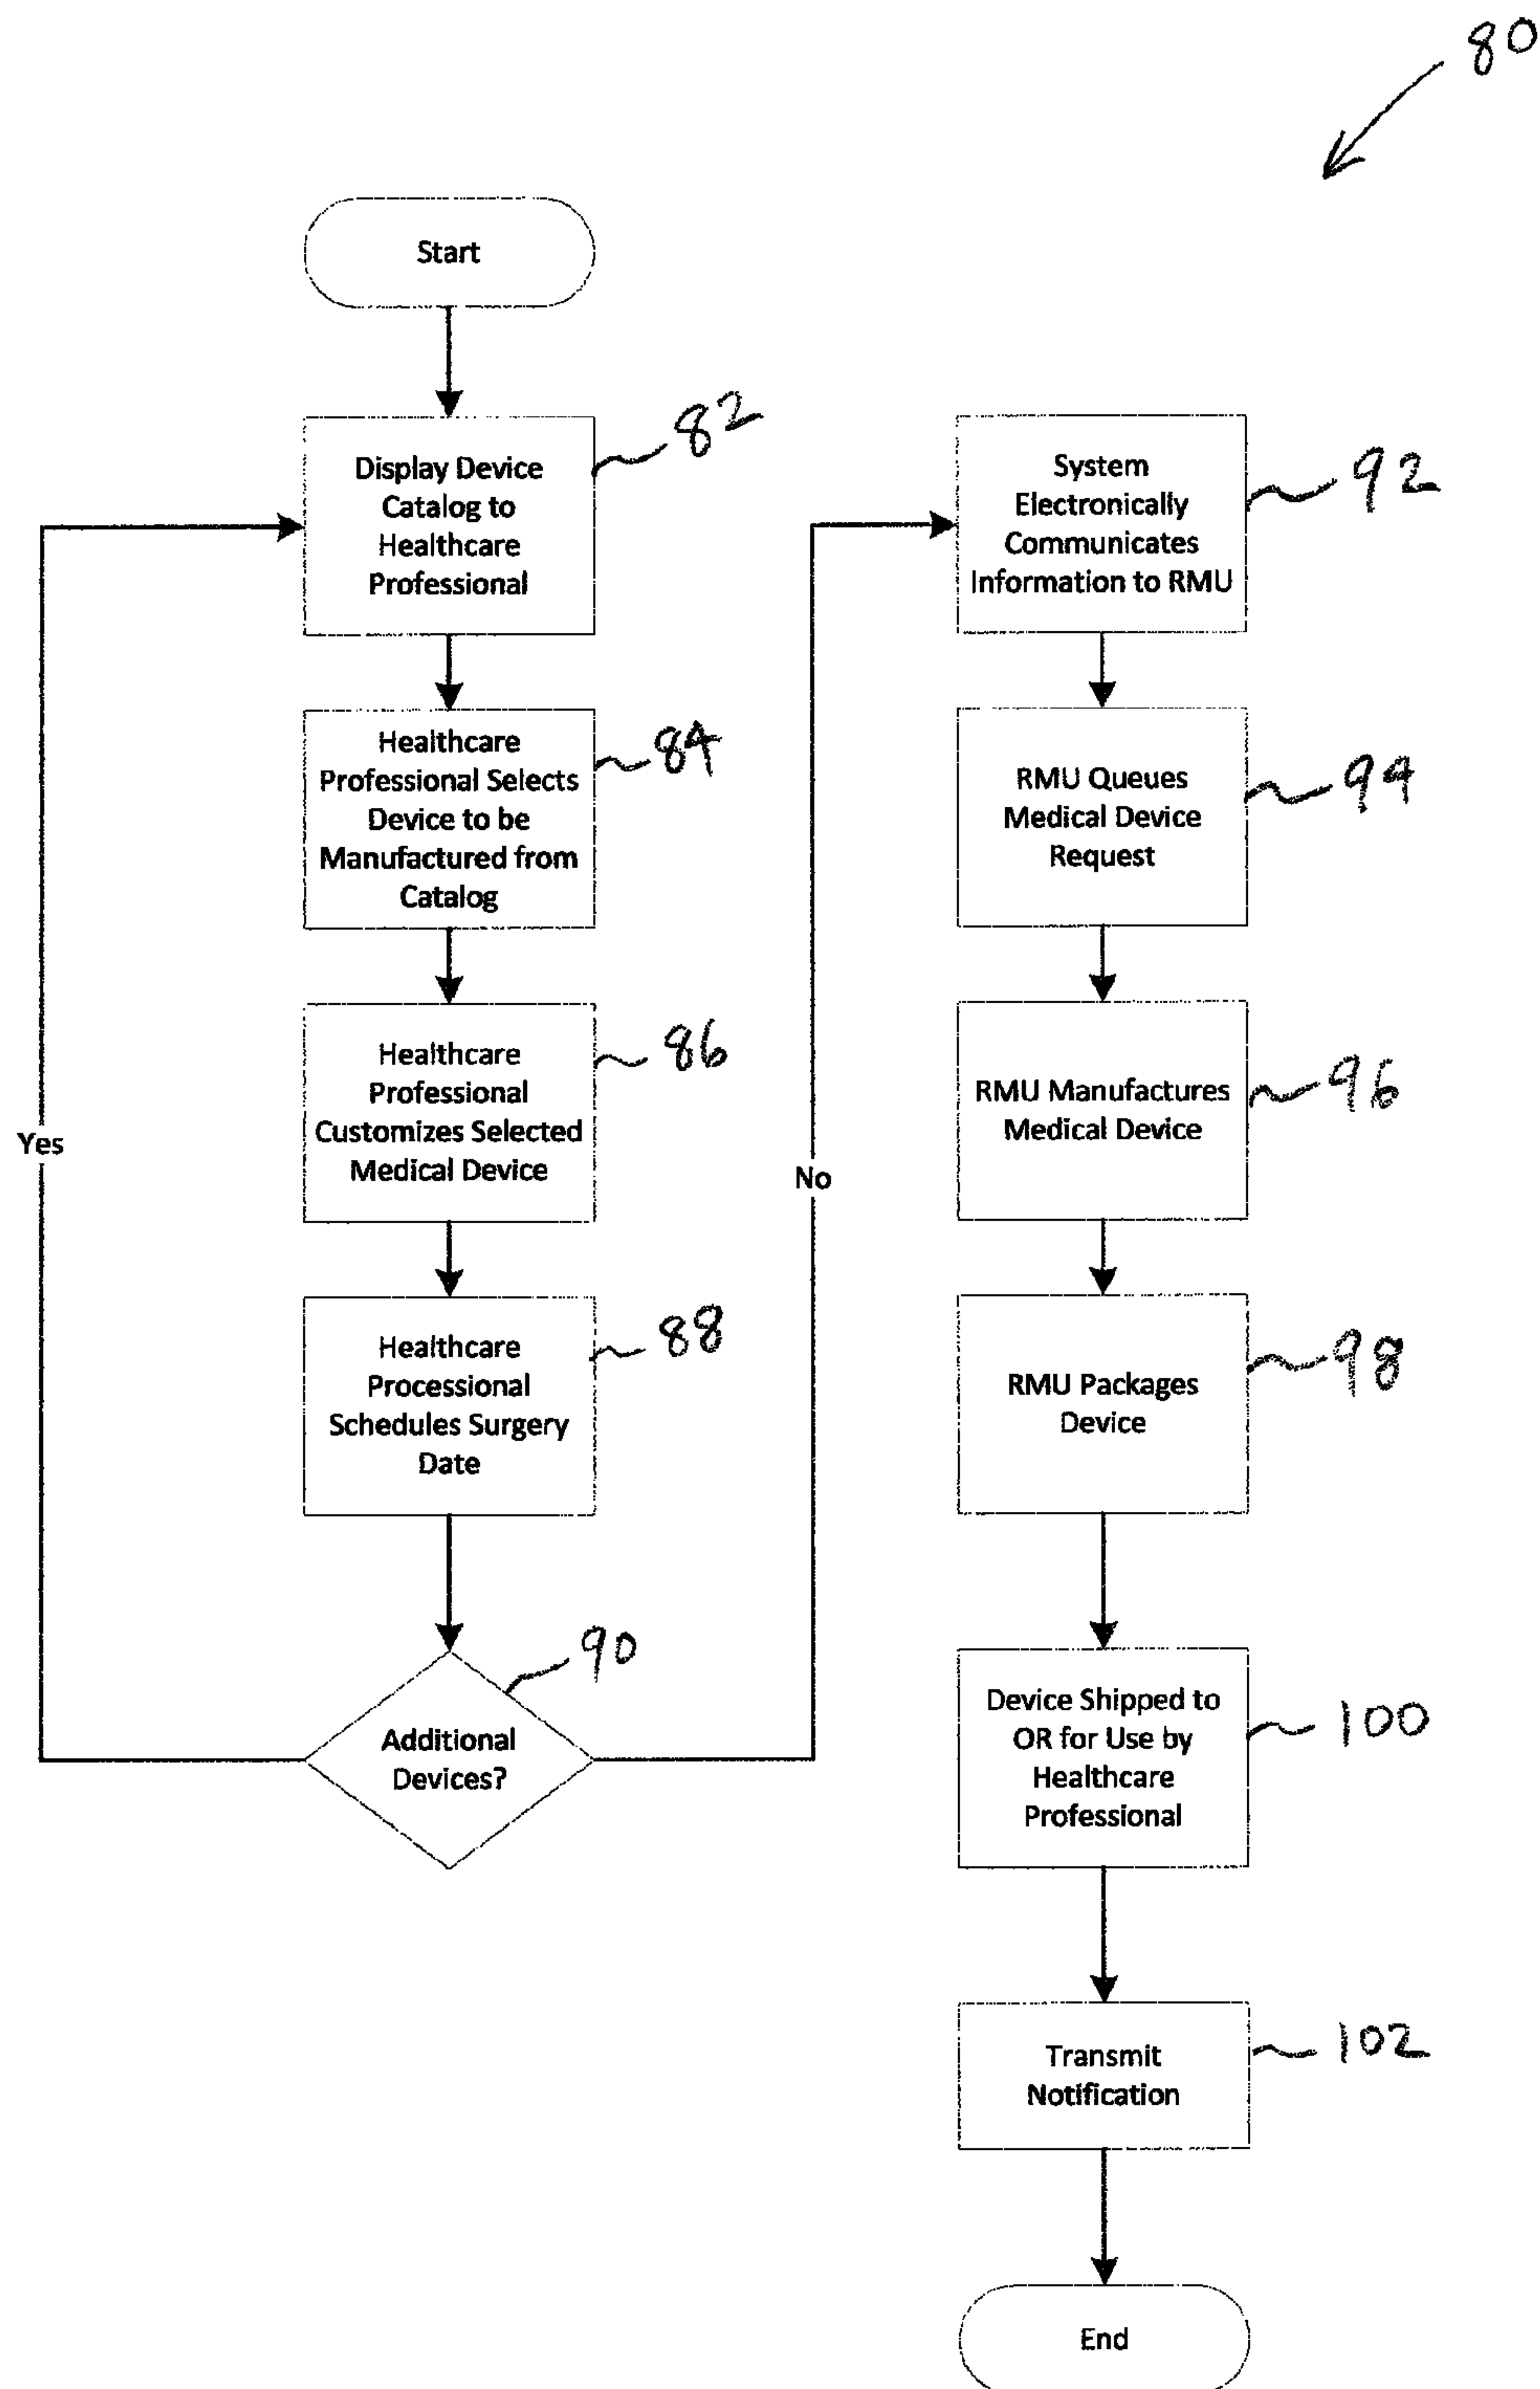 80
Start
Display Device
Catalog to
Healthcare
Professional
82
Healthcare
Professional Selects
Device to be
Manufactured from
Catalog
84
Healthcare
Professional
Customizes Selected
Medical Device
86
Healthcare
Processional
Schedules Surgery
Date
88
Additional
Devices?
90
Yes
No
System
Electronically
Communicates
Information to RMU
92
RMU Queues
Medical Device
Request
94
RMU Manufactures
Medical Device
96
RMU Packages
Device
98
Device Shipped to
OR for Use by
Healthcare
Professional
100
Transmit
Notification
102
End